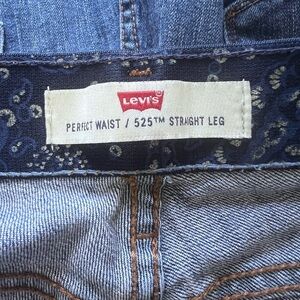 LEVI'S®
PERFECT WAIST / 525™ STRAIGHT LEG